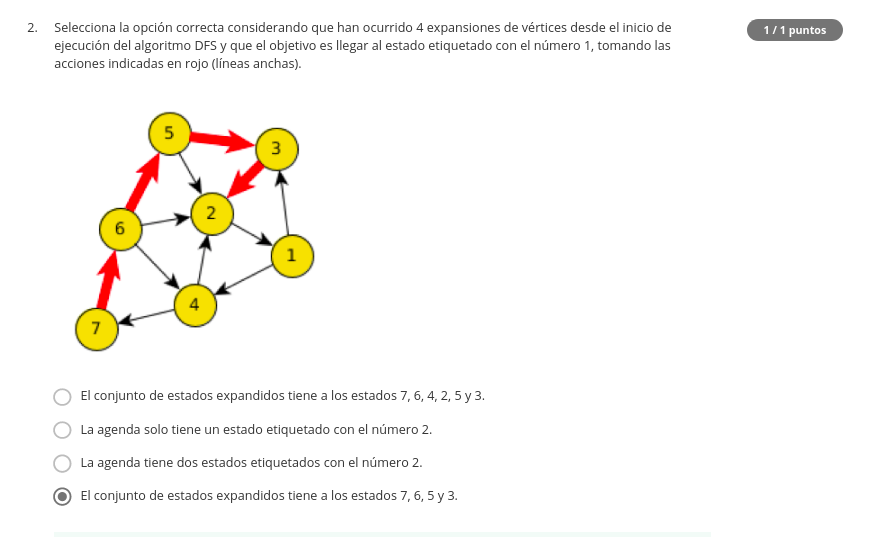 2. Selecciona la opción correcta considerando que han ocurrido 4 expansiones de vértices desde el inicio de
ejecución del algoritmo DFS y que el objetivo es llegar al estado etiquetado con el número 1, tomando las
acciones indicadas en rojo (líneas anchas).
1 / 1 puntos
5
3
2
6
1
4
7
El conjunto de estados expandidos tiene a los estados 7, 6, 4, 2, 5 y 3.
La agenda solo tiene un estado etiquetado con el número 2.
La agenda tiene dos estados etiquetados con el número 2.
El conjunto de estados expandidos tiene a los estados 7, 6, 5 y 3.